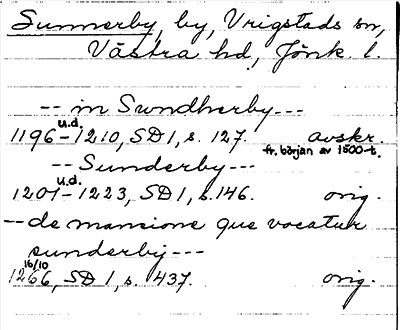 Sunnerby, by, Vrigstads sn,
Västra hd, Jönk. l.
-- in Sundherby---
u.d.
1196-1210, SD 1, s. 127. avskr.
fr. början av 1500-t.
-- Sunderby---
u.d.
1201-1223, SD 1, s. 146. orig.
-- de mansione que vocatur
sunderby---
16/10
1266, SD 1, s. 437. orig.